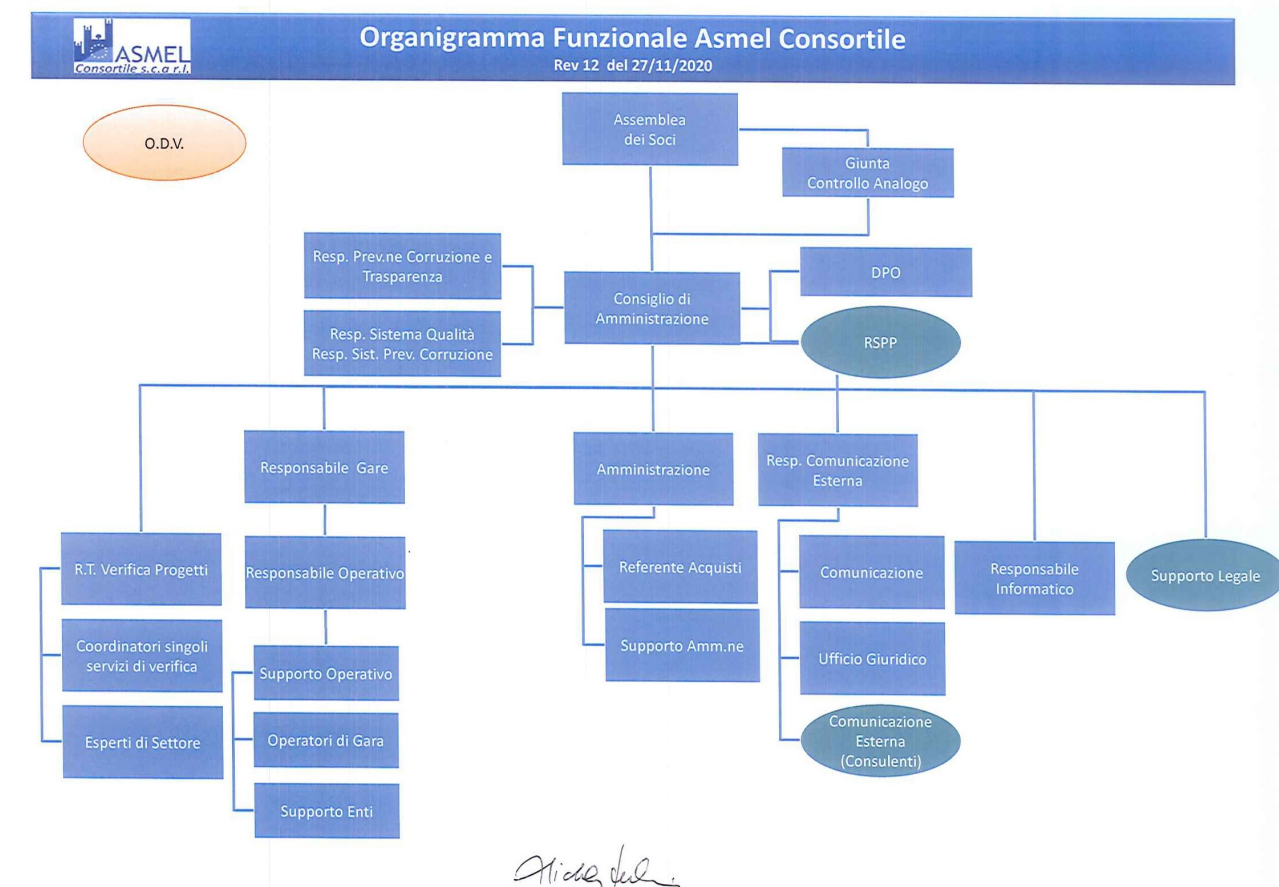 ASMEL
Consortile s.c.a r.l.
Organigramma Funzionale Asmel Consortile
Rev 12 del 27/11/2020
O.D.V.
Assemblea
dei Soci
Giunta
Controllo Analogo
Resp. Prev.ne Corruzione e
Trasparenza
Resp. Sistema Qualità
Resp. Sist. Prev. Corruzione
Consiglio di
Amministrazione
DPO
RSPP
Responsabile Gare
Amministrazione
Resp. Comunicazione
Esterna
R.T. Verifica Progetti
Coordinatori singoli
servizi di verifica
Esperti di Settore
Responsabile Operativo
Supporto Operativo
Operatori di Gara
Supporto Enti
Referente Acquisti
Supporto Amm.ne
Comunicazione
Ufficio Giuridico
Comunicazione
Esterna
(Consulenti)
Responsabile
Informatico
Supporto Legale